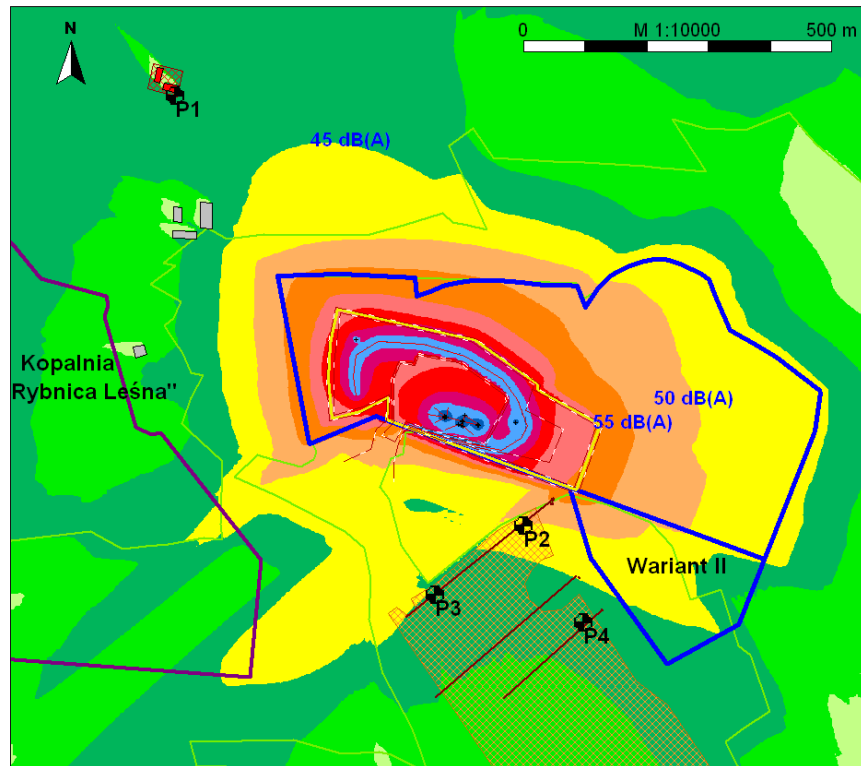 N
0 M 1:10000 500 m
P1
45 dB(A)
Kopalnia
Rybnica Leśna"
50 dB(A)
55 dB(A)
P2
Wariant II
P3
P4